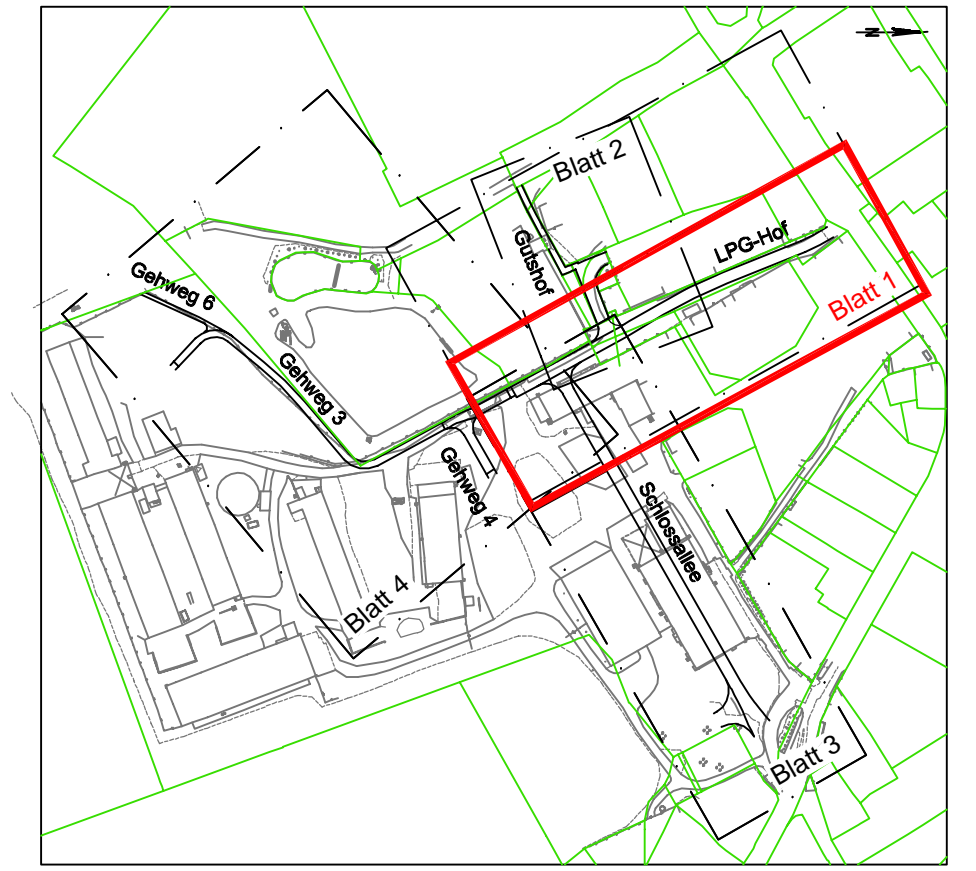 N
Blatt 2
Gutshof
LPG-Hof
Gehweg 6
Blatt 1
Gehweg 3
Gehweg 4
Schlossallee
Blatt 4
Blatt 3